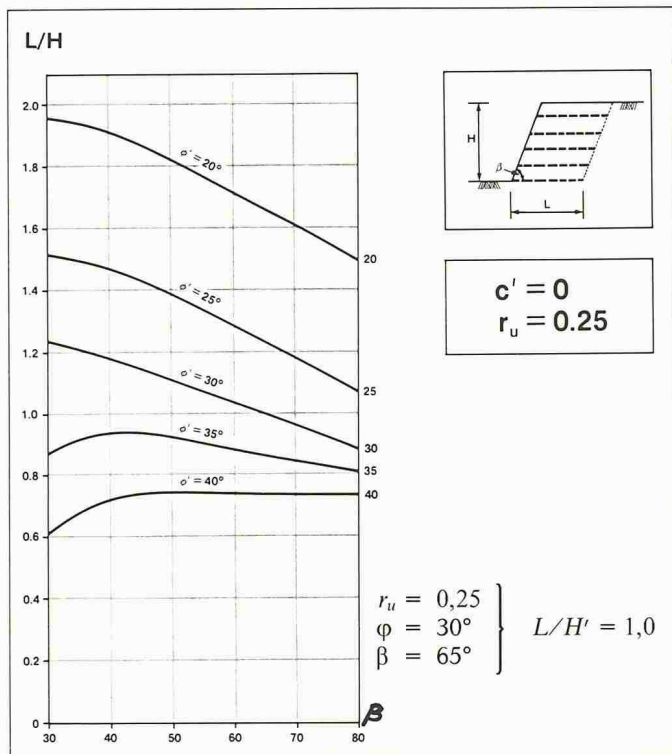 L/H
2.0
1.8
1.6
1.4
1.2
1.0
0.8
0.6
0.4
0.2
0
30 40 50 60 70 80
β
φ' = 20°
φ' = 25°
φ' = 30°
φ' = 35°
φ' = 40°
20
25
30
35
40
H
β
L
c' = 0
r_u = 0.25
r_u = 0,25
φ = 30°
β = 65°
L/H' = 1,0